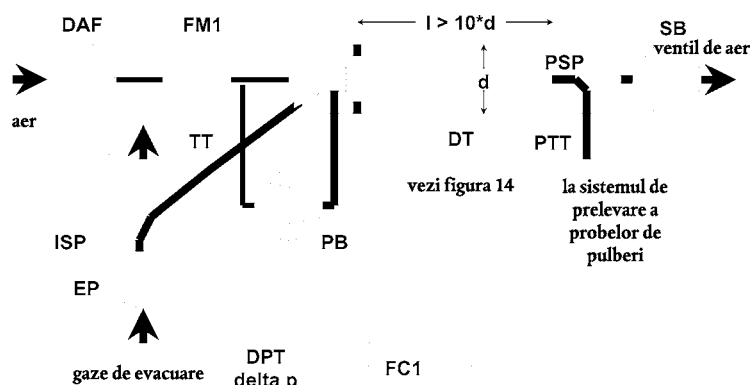 DAF
FM1
l > 10*d
SB
ventil de aer
d
PSP
aer
TT
DT
PTT
vezi figura 14
la sistemul de
prelevare a
probelor de
pulberi
ISP
PB
EP
gaze de evacuare
DPT
delta p
FC1